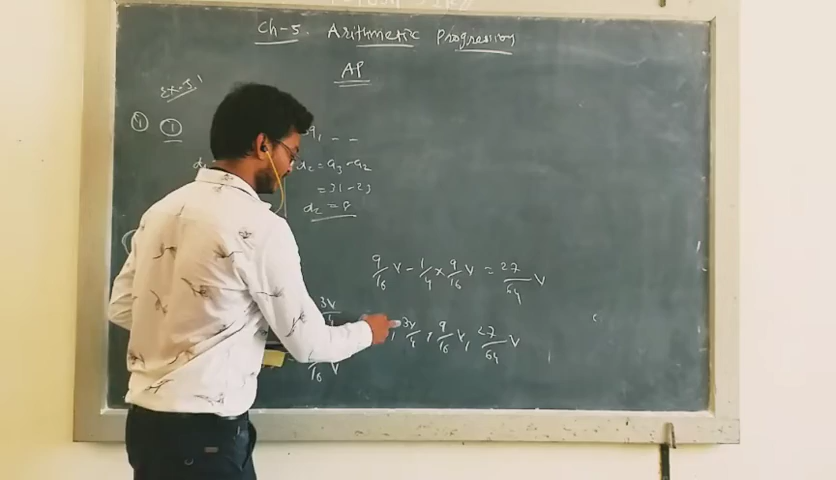 Ch-5. Arithmetic Progression
AP
Ex-5.1
① ①
d₂ = a₃ - a₂
= 31 - 23
d₂ = 8
9/16 V - 1/4 × 9/16 V = 27/64 V
3V/4
, 3V/4, 9/16 V, 27/64 V
/16 V